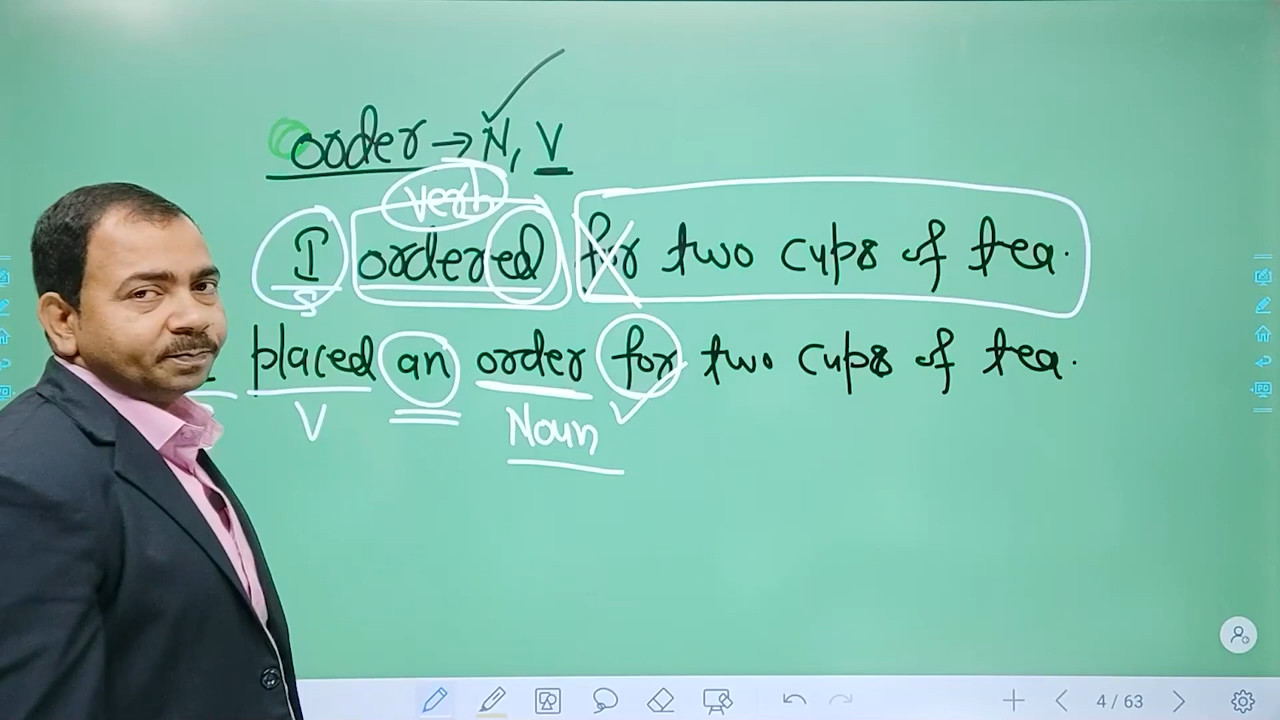 order → N, V
verb
I ordered for two cups of tea.
S
placed an order for two cups of tea.
V
Noun
4 / 63